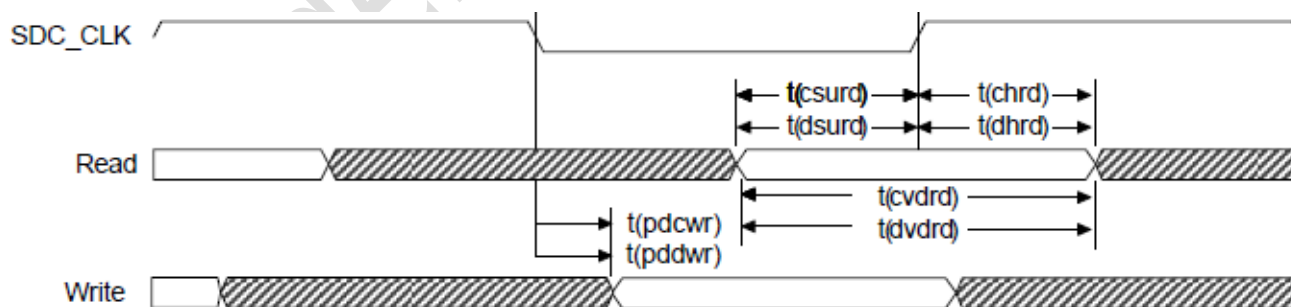 SDC_CLK
t(csurd) t(chrd)
t(dsurd) t(dhrd)
Read
t(cvdrd)
t(dvdrd)
t(pdcwr)
t(pddwr)
Write